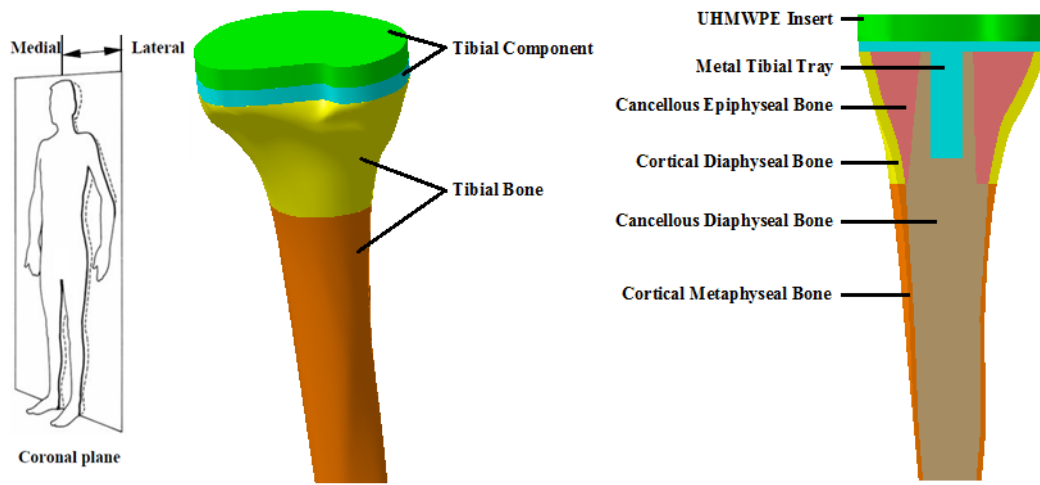 Medial
Lateral
Coronal plane
Tibial Component
Tibial Bone
UHMWPE Insert
Metal Tibial Tray
Cancellous Epiphyseal Bone
Cortical Diaphyseal Bone
Cancellous Diaphyseal Bone
Cortical Metaphyseal Bone